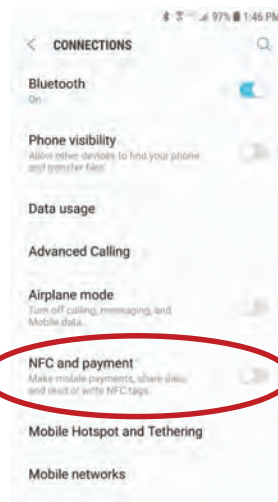 97% 1:46 PM
< CONNECTIONS
Bluetooth
On
Phone visibility
Allow other devices to find your phone
and transfer files.
Data usage
Advanced Calling
Airplane mode
Turn off calling, messaging, and
Mobile data.
NFC and payment
Make mobile payments, share data,
and read or write NFC tags.
Mobile Hotspot and Tethering
Mobile networks